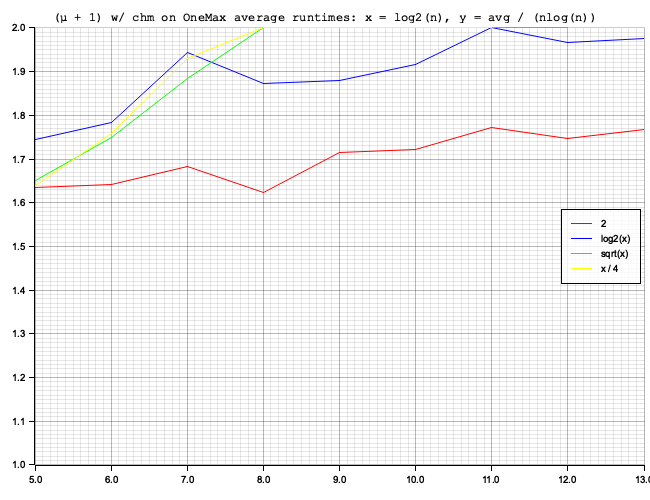 (μ + 1) w/ chm on OneMax average runtimes: x = log2(n), y = avg / (nlog(n))
2.0
1.9
1.8
1.7
1.6
1.5
1.4
1.3
1.2
1.1
1.0
2
log2(x)
sqrt(x)
x / 4
5.0 6.0 7.0 8.0 9.0 10.0 11.0 12.0 13.0